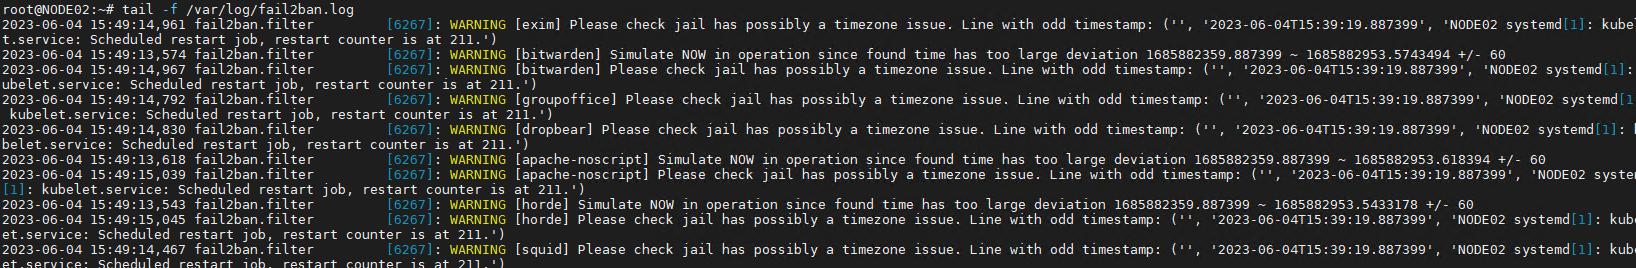 root@NODE02:~# tail -f /var/log/fail2ban.log
2023-06-04 15:49:14,961 fail2ban.filter         [6267]: WARNING [exim] Please check jail has possibly a timezone issue. Line with odd timestamp: ('', '2023-06-04T15:39:19.887399', 'NODE02 systemd[1]: kube
t.service: Scheduled restart job, restart counter is at 211.')
2023-06-04 15:49:13,574 fail2ban.filter         [6267]: WARNING [bitwarden] Simulate NOW in operation since found time has too large deviation 1685882359.887399 ~ 1685882953.5743494 +/- 60
2023-06-04 15:49:14,967 fail2ban.filter         [6267]: WARNING [bitwarden] Please check jail has possibly a timezone issue. Line with odd timestamp: ('', '2023-06-04T15:39:19.887399', 'NODE02 systemd[1]:
ubelet.service: Scheduled restart job, restart counter is at 211.')
2023-06-04 15:49:14,792 fail2ban.filter         [6267]: WARNING [groupoffice] Please check jail has possibly a timezone issue. Line with odd timestamp: ('', '2023-06-04T15:39:19.887399', 'NODE02 systemd[1
 kubelet.service: Scheduled restart job, restart counter is at 211.')
2023-06-04 15:49:14,830 fail2ban.filter         [6267]: WARNING [dropbear] Please check jail has possibly a timezone issue. Line with odd timestamp: ('', '2023-06-04T15:39:19.887399', 'NODE02 systemd[1]:
belet.service: Scheduled restart job, restart counter is at 211.')
2023-06-04 15:49:13,618 fail2ban.filter         [6267]: WARNING [apache-noscript] Simulate NOW in operation since found time has too large deviation 1685882359.887399 ~ 1685882953.618394 +/- 60
2023-06-04 15:49:15,039 fail2ban.filter         [6267]: WARNING [apache-noscript] Please check jail has possibly a timezone issue. Line with odd timestamp: ('', '2023-06-04T15:39:19.887399', 'NODE02 syste
[1]: kubelet.service: Scheduled restart job, restart counter is at 211.')
2023-06-04 15:49:13,543 fail2ban.filter         [6267]: WARNING [horde] Simulate NOW in operation since found time has too large deviation 1685882359.887399 ~ 1685882953.5433178 +/- 60
2023-06-04 15:49:15,045 fail2ban.filter         [6267]: WARNING [horde] Please check jail has possibly a timezone issue. Line with odd timestamp: ('', '2023-06-04T15:39:19.887399', 'NODE02 systemd[1]: kub
et.service: Scheduled restart job, restart counter is at 211.')
2023-06-04 15:49:14,467 fail2ban.filter         [6267]: WARNING [squid] Please check jail has possibly a timezone issue. Line with odd timestamp: ('', '2023-06-04T15:39:19.887399', 'NODE02 systemd[1]: kub
et.service: Scheduled restart job, restart counter is at 211.')